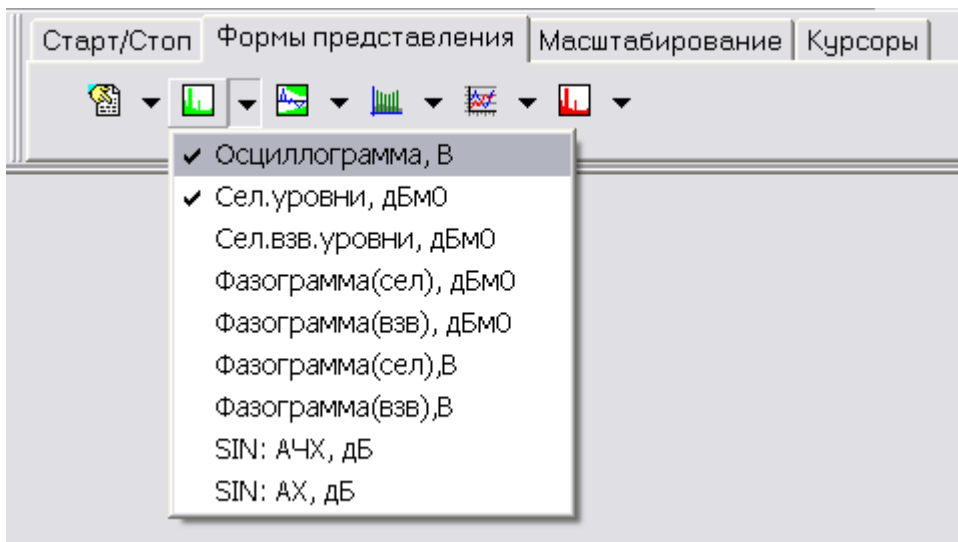 Старт/Стоп Формы представления Масштабирование Курсоры
Осциллограмма, В
Сел.уровни, дБм0
Сел.взв.уровни, дБм0
Фазограмма(сел), дБм0
Фазограмма(взв), дБм0
Фазограмма(сел),В
Фазограмма(взв),В
SIN: АЧХ, дБ
SIN: АХ, дБ